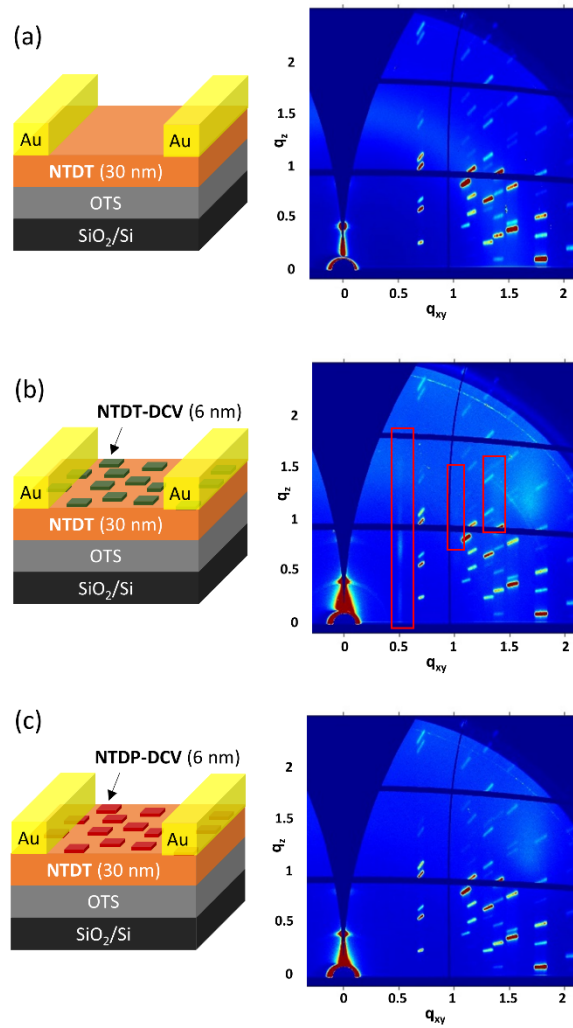 (a)
Au
Au
NTDT (30 nm)
OTS
SiO2/Si
2
1.5
1
0.5
0
qz
0
0.5
1
1.5
2
qxy
(b)
NTDT-DCV (6 nm)
Au
Au
NTDT (30 nm)
OTS
SiO2/Si
2
1.5
1
0.5
0
qz
0
0.5
1
1.5
2
qxy
(c)
NTDP-DCV (6 nm)
Au
Au
NTDT (30 nm)
OTS
SiO2/Si
2
1.5
1
0.5
0
qz
0
0.5
1
1.5
2
qxy